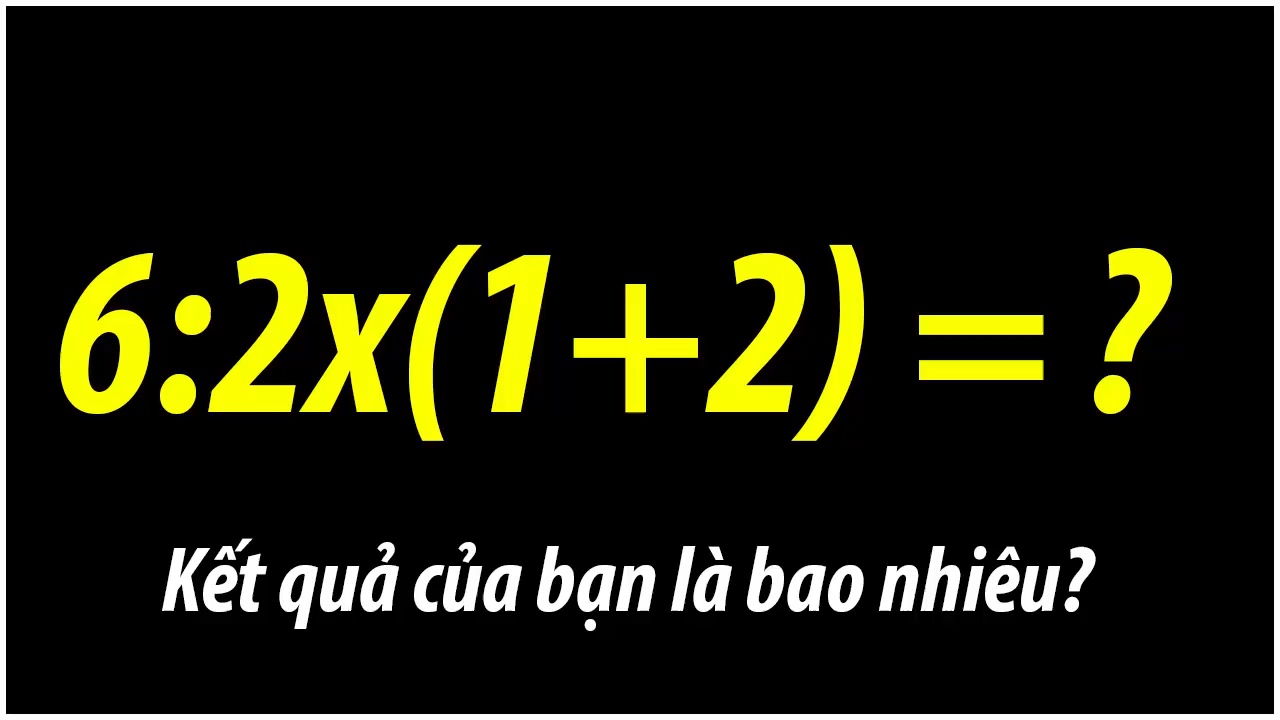 6:2x(1+2) = ?
Kết quả của bạn là bao nhiêu?